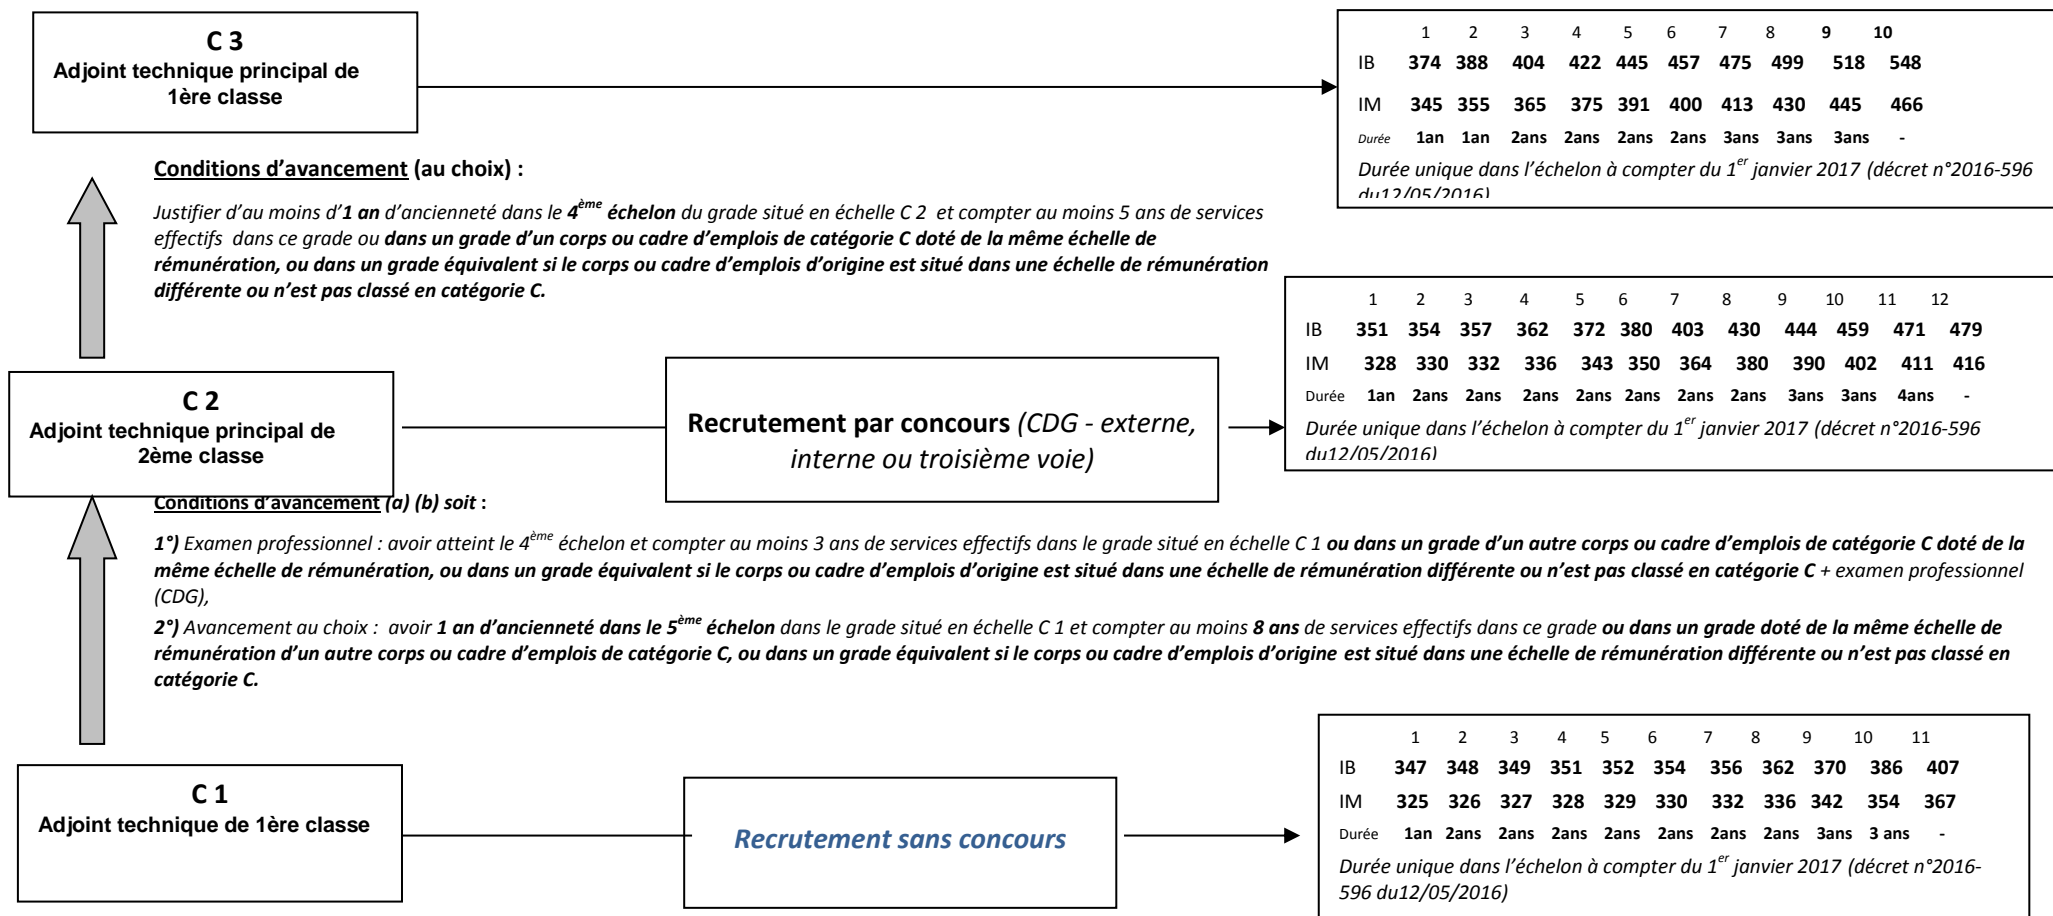 C 3
Adjoint technique principal de
1ère classe
1 2 3 4 5 6 7 8 9 10
IB 374 388 404 422 445 457 475 499 518 548
IM 345 355 365 375 391 400 413 430 445 466
Durée 1an 1an 2ans 2ans 2ans 2ans 3ans 3ans 3ans -
Durée unique dans l'échelon à compter du 1er janvier 2017 (décret n°2016-596
du12/05/2016)
Conditions d'avancement (au choix) :
Justifier d'au moins d'1 an d'ancienneté dans le 4ème échelon du grade situé en échelle C 2 et compter au moins 5 ans de services
effectifs dans ce grade ou dans un grade d'un corps ou cadre d'emplois de catégorie C doté de la même échelle de
rémunération, ou dans un grade équivalent si le corps ou cadre d'emplois d'origine est situé dans une échelle de rémunération
différente ou n'est pas classé en catégorie C.
C 2
Adjoint technique principal de
2ème classe
Recrutement par concours (CDG - externe,
interne ou troisième voie)
1 2 3 4 5 6 7 8 9 10 11 12
IB 351 354 357 362 372 380 403 430 444 459 471 479
IM 328 330 332 336 343 350 364 380 390 402 411 416
Durée 1an 2ans 2ans 2ans 2ans 2ans 2ans 2ans 3ans 3ans 4ans -
Durée unique dans l'échelon à compter du 1er janvier 2017 (décret n°2016-596
du12/05/2016)
Conditions d'avancement (a) (b) soit :
1°) Examen professionnel : avoir atteint le 4ème échelon et compter au moins 3 ans de services effectifs dans le grade situé en échelle C 1 ou dans un grade d'un autre corps ou cadre d'emplois de catégorie C doté de la
même échelle de rémunération, ou dans un grade équivalent si le corps ou cadre d'emplois d'origine est situé dans une échelle de rémunération différente ou n'est pas classé en catégorie C + examen professionnel
(CDG),
2°) Avancement au choix : avoir 1 an d'ancienneté dans le 5ème échelon dans le grade situé en échelle C 1 et compter au moins 8 ans de services effectifs dans ce grade ou dans un grade doté de la même échelle de
rémunération d'un autre corps ou cadre d'emplois de catégorie C, ou dans un grade équivalent si le corps ou cadre d'emplois d'origine est situé dans une échelle de rémunération différente ou n'est pas classé en
catégorie C.
C 1
Adjoint technique de 1ère classe
Recrutement sans concours
1 2 3 4 5 6 7 8 9 10 11
IB 347 348 349 351 352 354 356 362 370 386 407
IM 325 326 327 328 329 330 332 336 342 354 367
Durée 1an 2ans 2ans 2ans 2ans 2ans 2ans 2ans 3ans 3 ans -
Durée unique dans l'échelon à compter du 1er janvier 2017 (décret n°2016-
596 du12/05/2016)